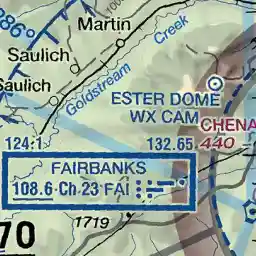 Martin
Creek
086°
Saulich
Saulich
Goldstream
ESTER DOME
WX CAM
CHENA
124.1
132.65
440
FAIRBANKS
108.6 Ch 23 FAI
1719
70